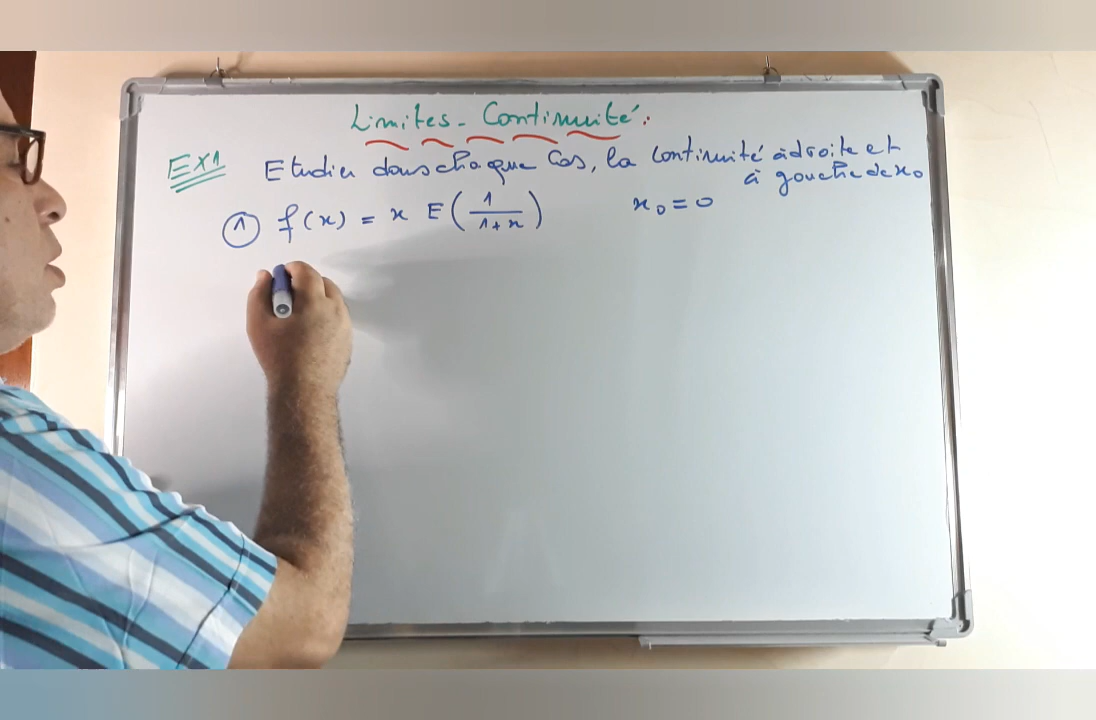 Limites - Continuité :
EX1 Etudier dans chaque Cas, la continuité à droite et
à gauche de x₀
① f(x) = x E(1/(1+x)) x₀ = 0